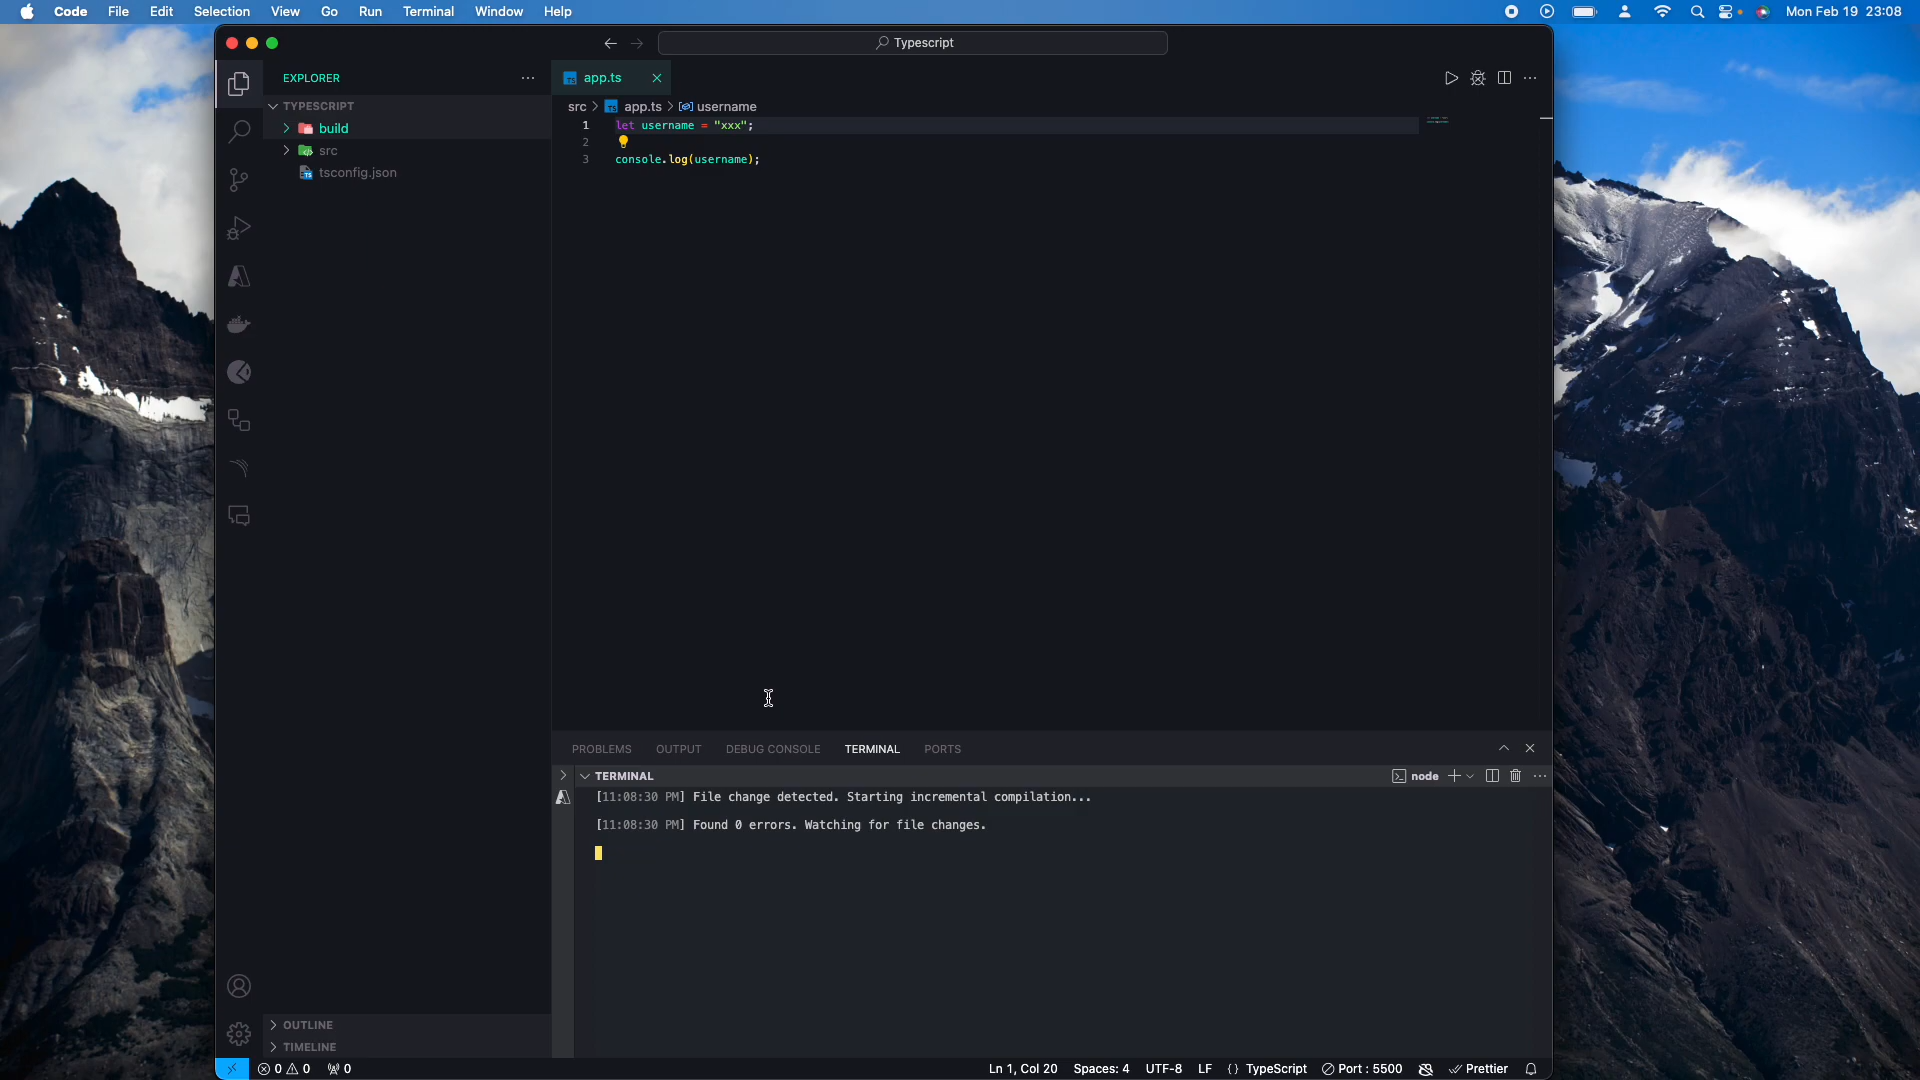 Code File Edit Selection View Go Run Terminal Window Help
Mon Feb 19 23:08
Typescript
EXPLORER
TYPESCRIPT
build
src
tsconfig.json
OUTLINE
TIMELINE
TS app.ts
src > TS app.ts > username
1 let username = "xxx";
2
3 console.log(username);
PROBLEMS OUTPUT DEBUG CONSOLE TERMINAL PORTS
TERMINAL
node
[11:08:30 PM] File change detected. Starting incremental compilation...
[11:08:30 PM] Found 0 errors. Watching for file changes.
0 0 0
Ln 1, Col 20 Spaces: 4 UTF-8 LF {} TypeScript Port : 5500 Prettier